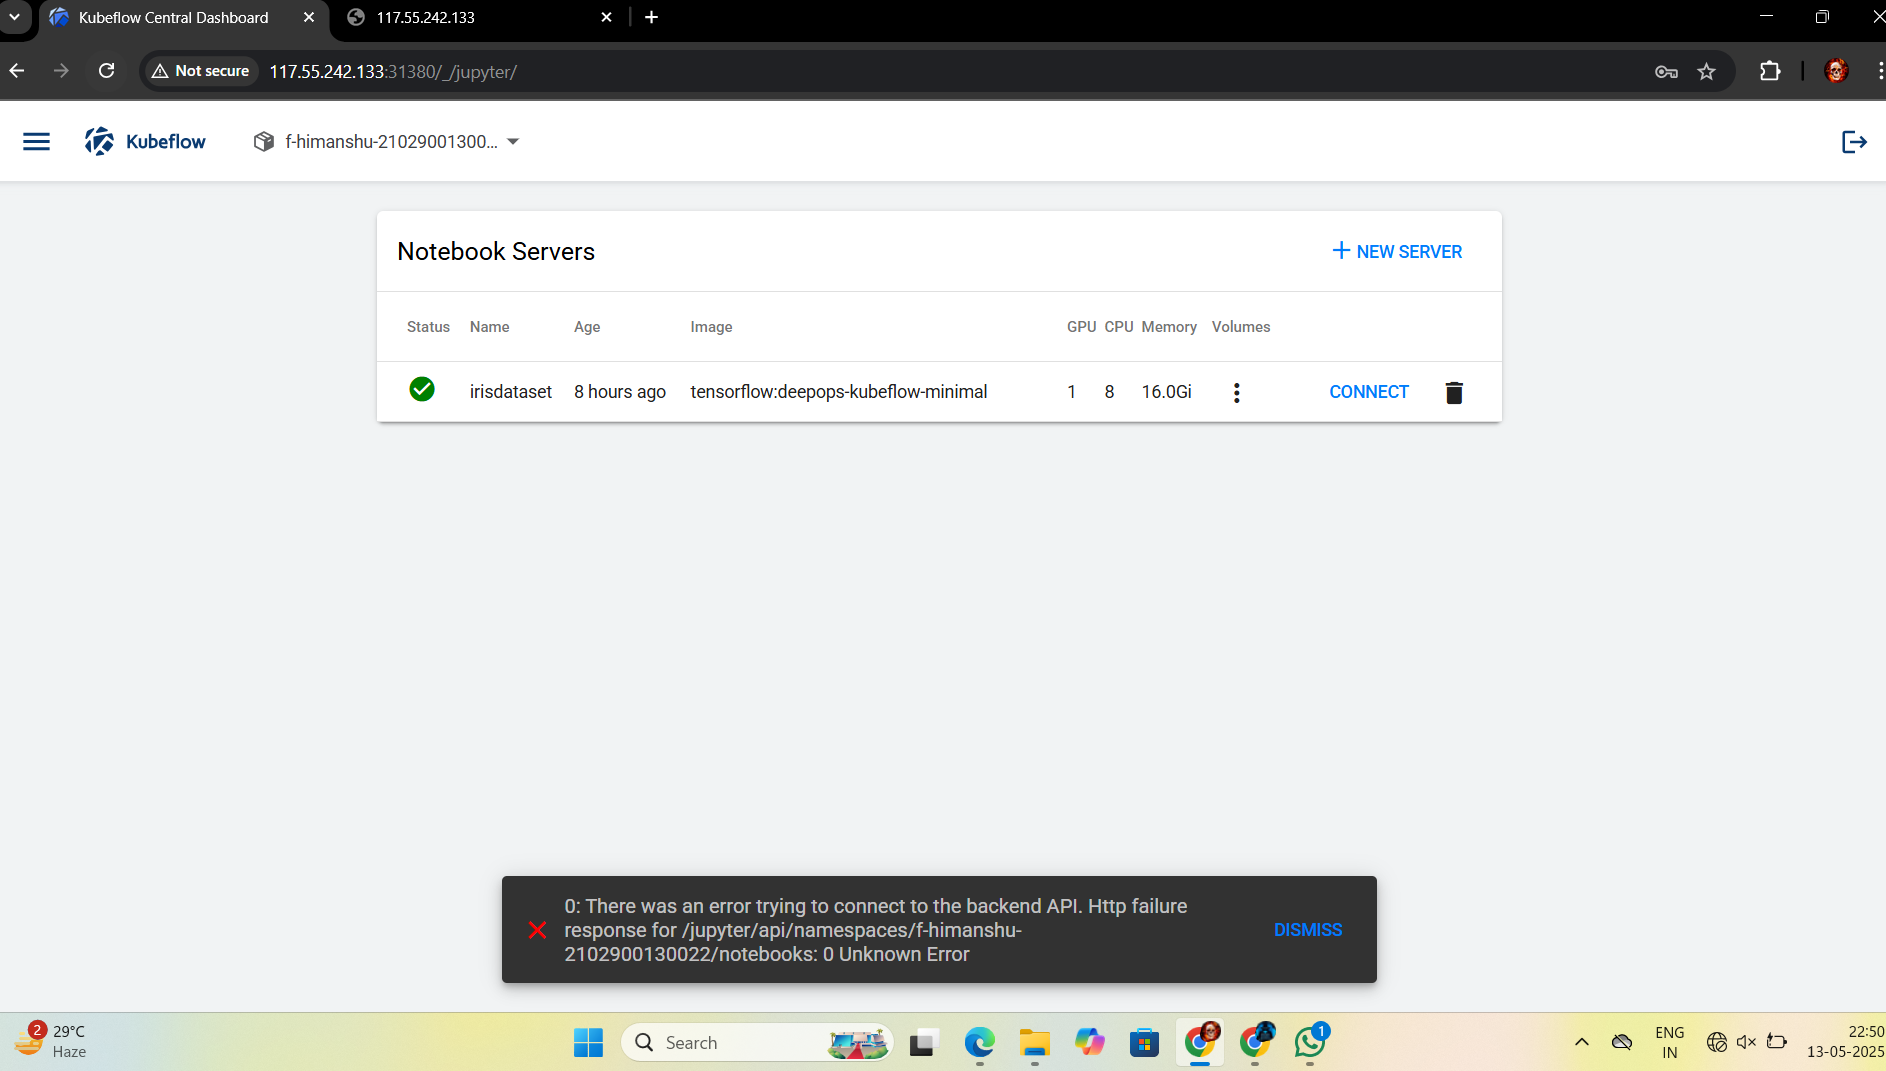 Kubeflow Central Dashboard
117.55.242.133
Not secure
117.55.242.133:31380/_/jupyter/
Kubeflow
f-himanshu-21029001300...
Notebook Servers
+ NEW SERVER
Status Name Age Image GPU CPU Memory Volumes
irisdataset 8 hours ago tensorflow:deepops-kubeflow-minimal 1 8 16.0Gi CONNECT
0: There was an error trying to connect to the backend API. Http failure
response for /jupyter/api/namespaces/f-himanshu-
2102900130022/notebooks: 0 Unknown Error
DISMISS
2
29°C
Haze
Search
1
ENG
IN
22:50
13-05-2025